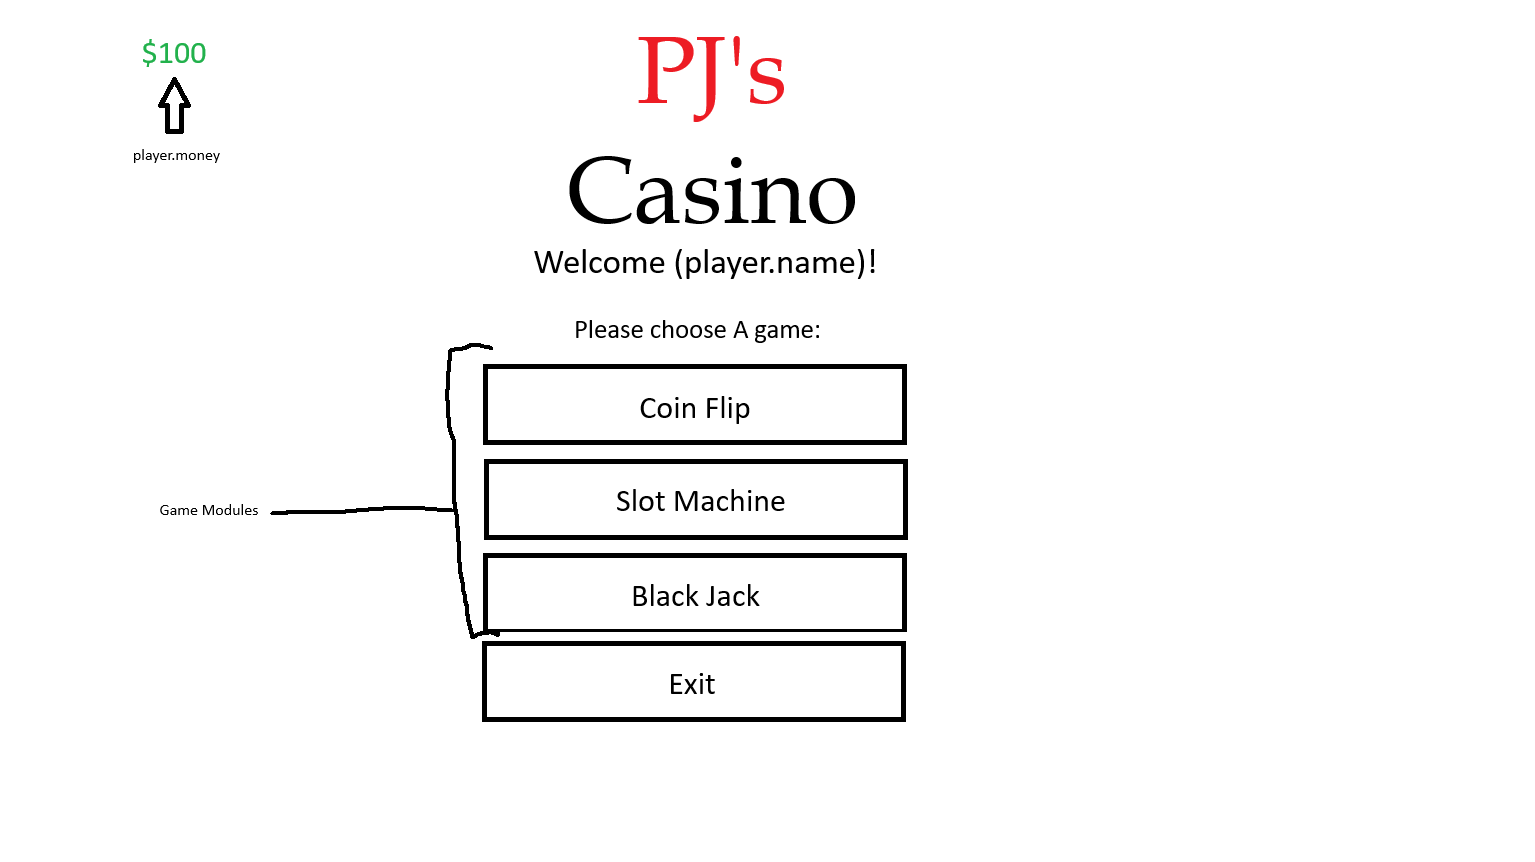 $100
player.money
PJ's
Casino
Welcome (player.name)!
Please choose A game:
Coin Flip
Slot Machine
Game Modules
Black Jack
Exit